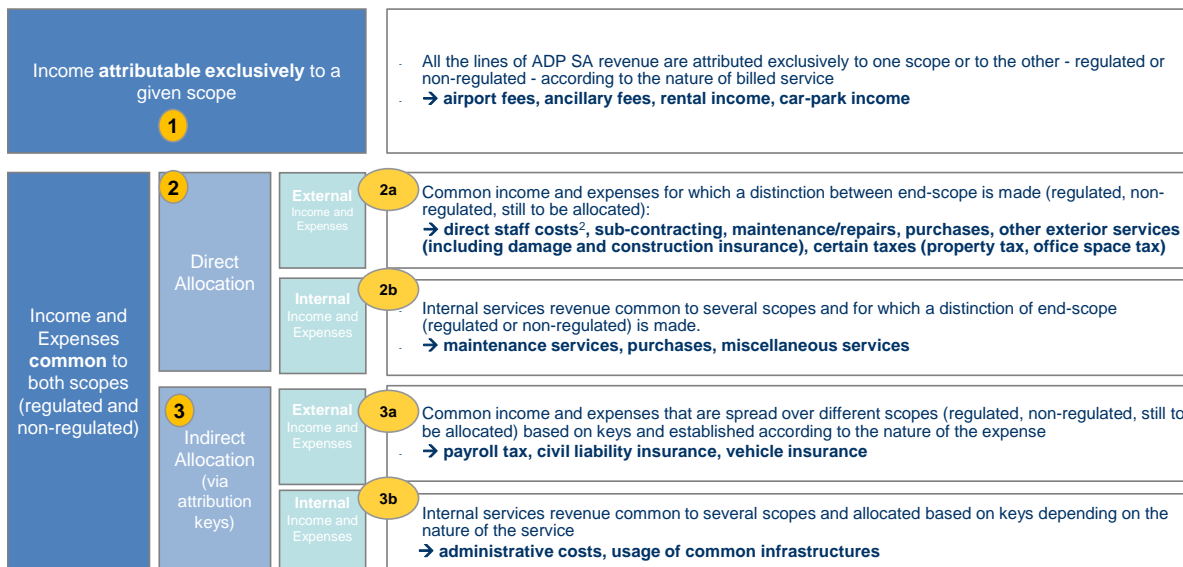 Income attributable exclusively to a
given scope
1
- All the lines of ADP SA revenue are attributed exclusively to one scope or to the other - regulated or
non-regulated - according to the nature of billed service
- → airport fees, ancillary fees, rental income, car-park income
Income and
Expenses
common to
both scopes
(regulated and
non-regulated)
2
Direct
Allocation
External
Income and
Expenses
2a
Common income and expenses for which a distinction between end-scope is made (regulated, non-
regulated, still to be allocated):
→ direct staff costs², sub-contracting, maintenance/repairs, purchases, other exterior services
(including damage and construction insurance), certain taxes (property tax, office space tax)
Internal
Income and
Expenses
2b
- Internal services revenue common to several scopes and for which a distinction of end-scope
(regulated or non-regulated) is made.
- → maintenance services, purchases, miscellaneous services
3
Indirect
Allocation
(via
attribution
keys)
External
Income and
Expenses
3a
- Common income and expenses that are spread over different scopes (regulated, non-regulated, still to
be allocated) based on keys and established according to the nature of the expense
- → payroll tax, civil liability insurance, vehicle insurance
Internal
Income and
Expenses
3b
Internal services revenue common to several scopes and allocated based on keys depending on the
nature of the service
→ administrative costs, usage of common infrastructures